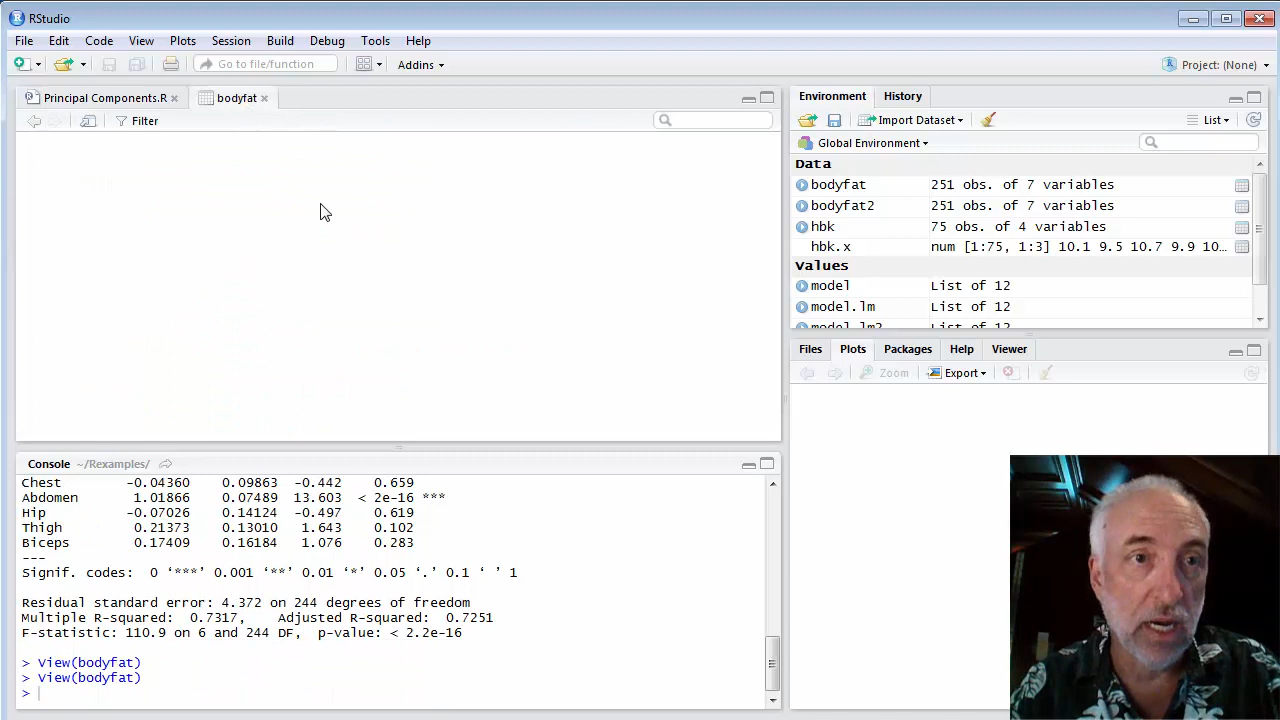 RStudio
File Edit Code View Plots Session Build Debug Tools Help
Go to file/function Addins Project: (None)
Principal Components.R bodyfat
Filter
Environment History
Import Dataset List
Global Environment
Data
bodyfat 251 obs. of 7 variables
bodyfat2 251 obs. of 7 variables
hbk 75 obs. of 4 variables
hbk.x num [1:75, 1:3] 10.1 9.5 10.7 9.9 10…
Values
model List of 12
model.lm List of 12
model.lm2 List of 12
Files Plots Packages Help Viewer
Zoom Export
Console ~/Rexamples/
Chest -0.04360 0.09863 -0.442 0.659
Abdomen 1.01866 0.07489 13.603 < 2e-16 ***
Hip -0.07026 0.14124 -0.497 0.619
Thigh 0.21373 0.13010 1.643 0.102
Biceps 0.17409 0.16184 1.076 0.283
---
Signif. codes: 0 ‘***’ 0.001 ‘**’ 0.01 ‘*’ 0.05 ‘.’ 0.1 ‘ ’ 1
Residual standard error: 4.372 on 244 degrees of freedom
Multiple R-squared: 0.7317, Adjusted R-squared: 0.7251
F-statistic: 110.9 on 6 and 244 DF, p-value: < 2.2e-16
> View(bodyfat)
> View(bodyfat)
>